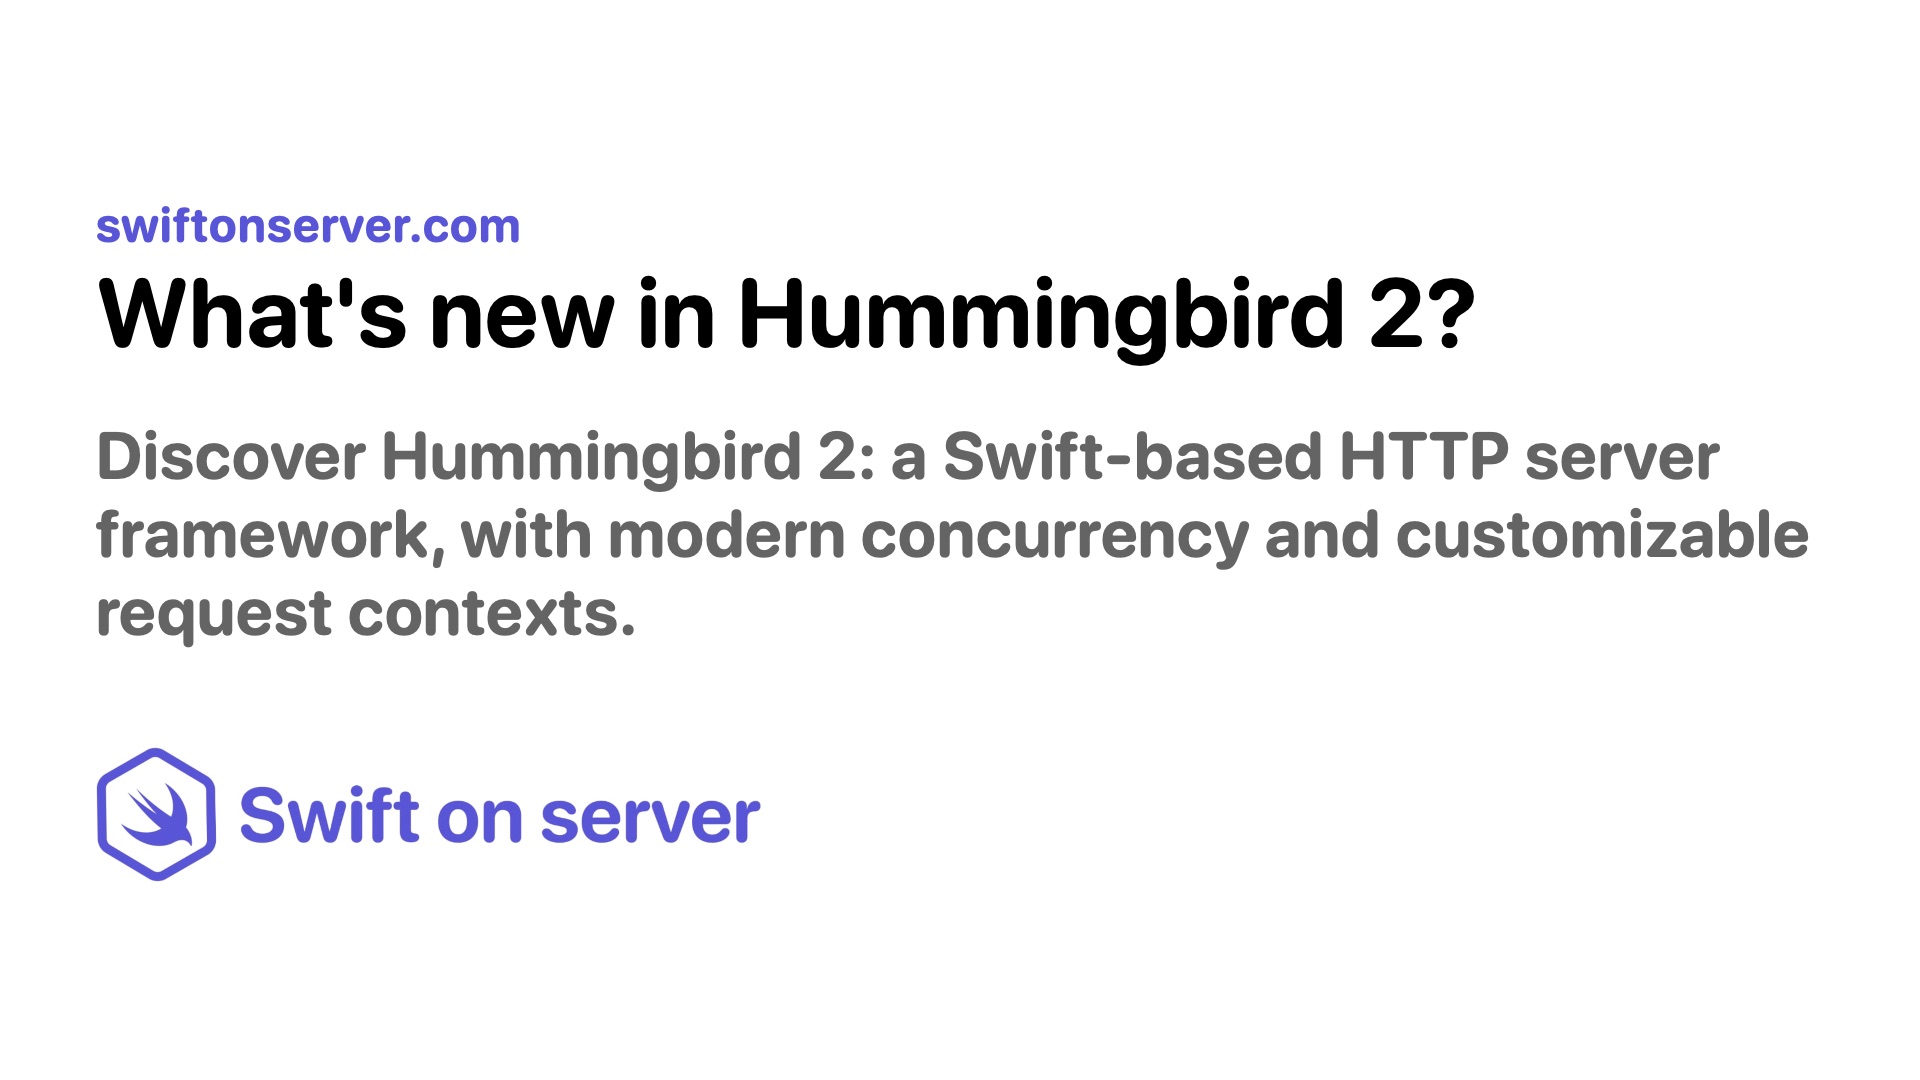 swiftonserver.com
What's new in Hummingbird 2?
Discover Hummingbird 2: a Swift-based HTTP server
framework, with modern concurrency and customizable
request contexts.
Swift on server